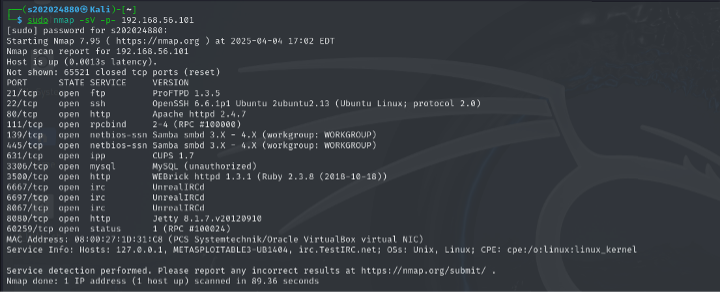 ┌──(s202024880㉿Kali)-[~]
└─$ sudo nmap -sV -p- 192.168.56.101
[sudo] password for s202024880:
Starting Nmap 7.95 ( https://nmap.org ) at 2025-04-04 17:02 EDT
Nmap scan report for 192.168.56.101
Host is up (0.0013s latency).
Not shown: 65521 closed tcp ports (reset)
PORT      STATE SERVICE     VERSION
21/tcp    open  ftp         ProFTPD 1.3.5
22/tcp    open  ssh         OpenSSH 6.6.1p1 Ubuntu 2ubuntu2.13 (Ubuntu Linux; protocol 2.0)
80/tcp    open  http        Apache httpd 2.4.7
111/tcp   open  rpcbind     2-4 (RPC #100000)
139/tcp   open  netbios-ssn Samba smbd 3.X - 4.X (workgroup: WORKGROUP)
445/tcp   open  netbios-ssn Samba smbd 3.X - 4.X (workgroup: WORKGROUP)
631/tcp   open  ipp         CUPS 1.7
3306/tcp  open  mysql       MySQL (unauthorized)
3500/tcp  open  http        WEBrick httpd 1.3.1 (Ruby 2.3.8 (2018-10-18))
6667/tcp  open  irc         UnrealIRCd
6697/tcp  open  irc         UnrealIRCd
8067/tcp  open  irc         UnrealIRCd
8080/tcp  open  http        Jetty 8.1.7.v20120910
60259/tcp open  status      1 (RPC #100024)
MAC Address: 08:00:27:1D:31:C8 (PCS Systemtechnik/Oracle VirtualBox virtual NIC)
Service Info: Hosts: 127.0.0.1, METASPLOITABLE3-UB1404, irc.TestIRC.net; OSs: Unix, Linux; CPE: cpe:/o:linux:linux_kernel

Service detection performed. Please report any incorrect results at https://nmap.org/submit/ .
Nmap done: 1 IP address (1 host up) scanned in 89.36 seconds